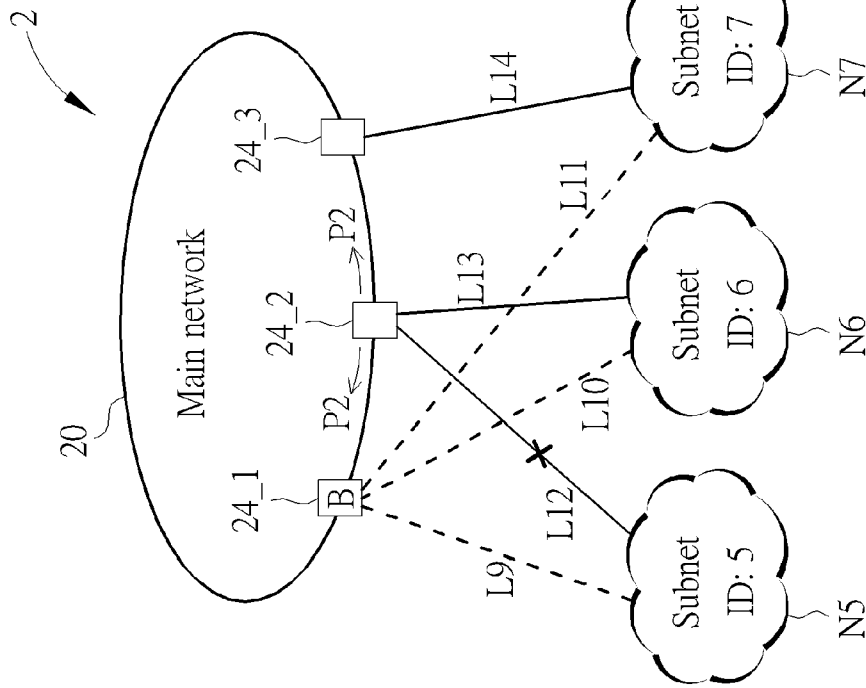 2
20
Main network
24_1
24_2
24_3
B
P2
P2
L9
L12
L10
L13
L11
L14
Subnet
ID: 5
Subnet
ID: 6
Subnet
ID: 7
N5
N6
N7